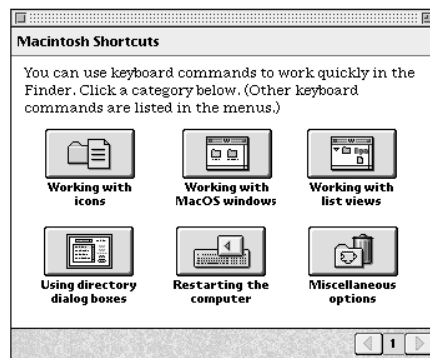 Macintosh Shortcuts
You can use keyboard commands to work quickly in the
Finder. Click a category below. (Other keyboard
commands are listed in the menus.)
Working with
icons
Working with
MacOS windows
Working with
list views
Using directory
dialog boxes
Restarting the
computer
Miscellaneous
options
1